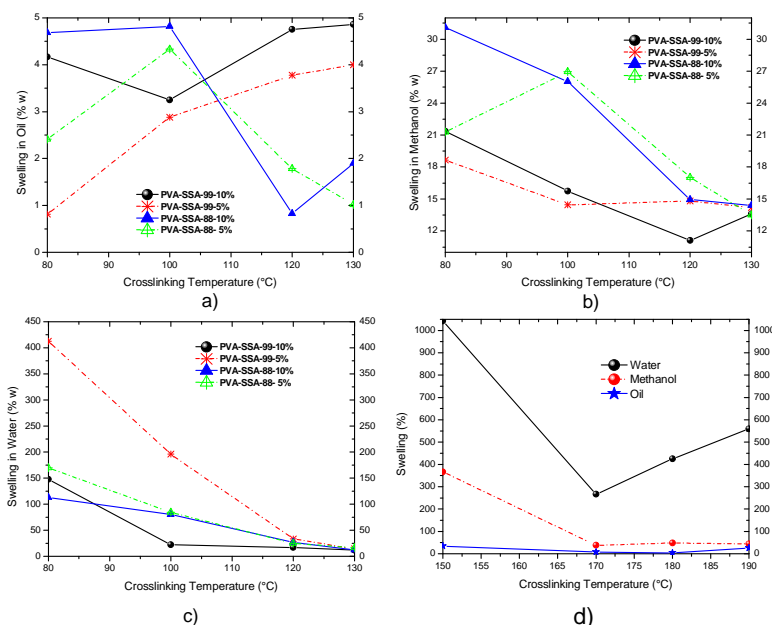 5 5
4 4
3 3
2 2
1 1
0 0
80 90 100 110 120 130
Swelling in Oil (% w)
PVA-SSA-99-10%
PVA-SSA-99-5%
PVA-SSA-88-10%
PVA-SSA-88- 5%
Crosslinking Temperature (°C)
a)
30 30
27 27
24 24
21 21
18 18
15 15
12 12
80 90 100 110 120 130
Swelling in Methanol (% w)
PVA-SSA-99-10%
PVA-SSA-99-5%
PVA-SSA-88-10%
PVA-SSA-88- 5%
Crosslinking Temperature (°C)
b)
450 450
400 400
350 350
300 300
250 250
200 200
150 150
100 100
50 50
0 0
80 90 100 110 120 130
Swelling in Water (% w)
PVA-SSA-99-10%
PVA-SSA-99-5%
PVA-SSA-88-10%
PVA-SSA-88- 5%
Crosslinking Temperature (°C)
c)
1000 1000
900 900
800 800
700 700
600 600
500 500
400 400
300 300
200 200
100 100
0 0
150 155 160 165 170 175 180 185 190
Swelling (%)
Water
Methanol
Oil
Crosslinking Temperature (°C)
d)